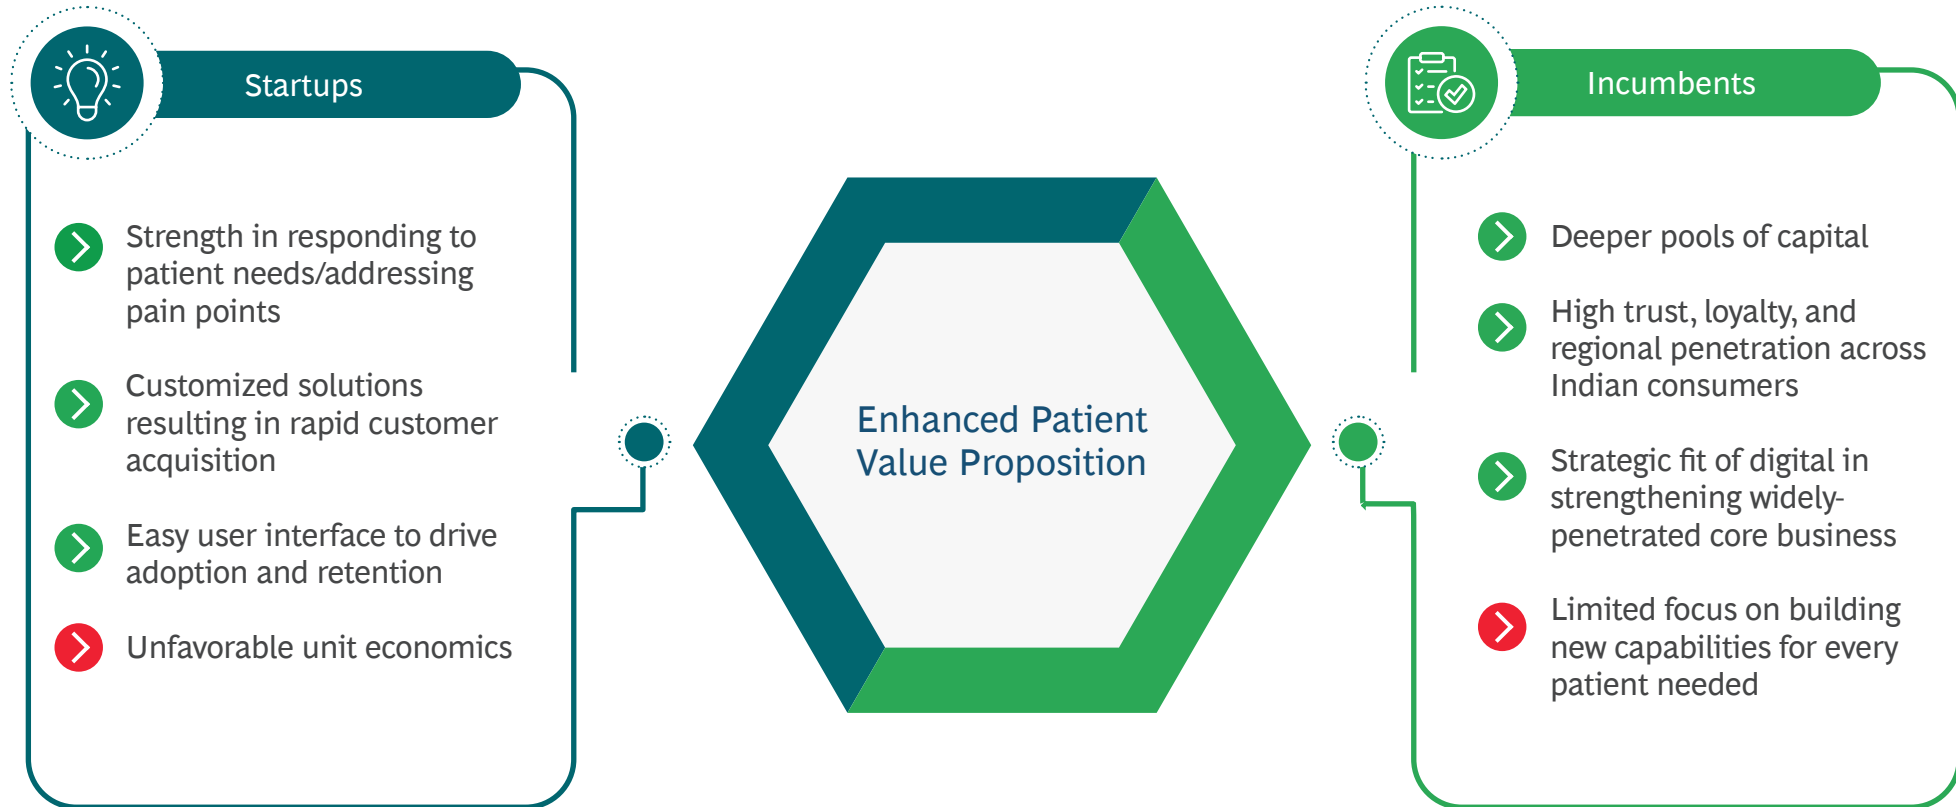 Startups
Strength in responding to
patient needs/addressing
pain points
Customized solutions
resulting in rapid customer
acquisition
Easy user interface to drive
adoption and retention
Unfavorable unit economics
Enhanced Patient
Value Proposition
Incumbents
Deeper pools of capital
High trust, loyalty, and
regional penetration across
Indian consumers
Strategic fit of digital in
strengthening widely-
penetrated core business
Limited focus on building
new capabilities for every
patient needed